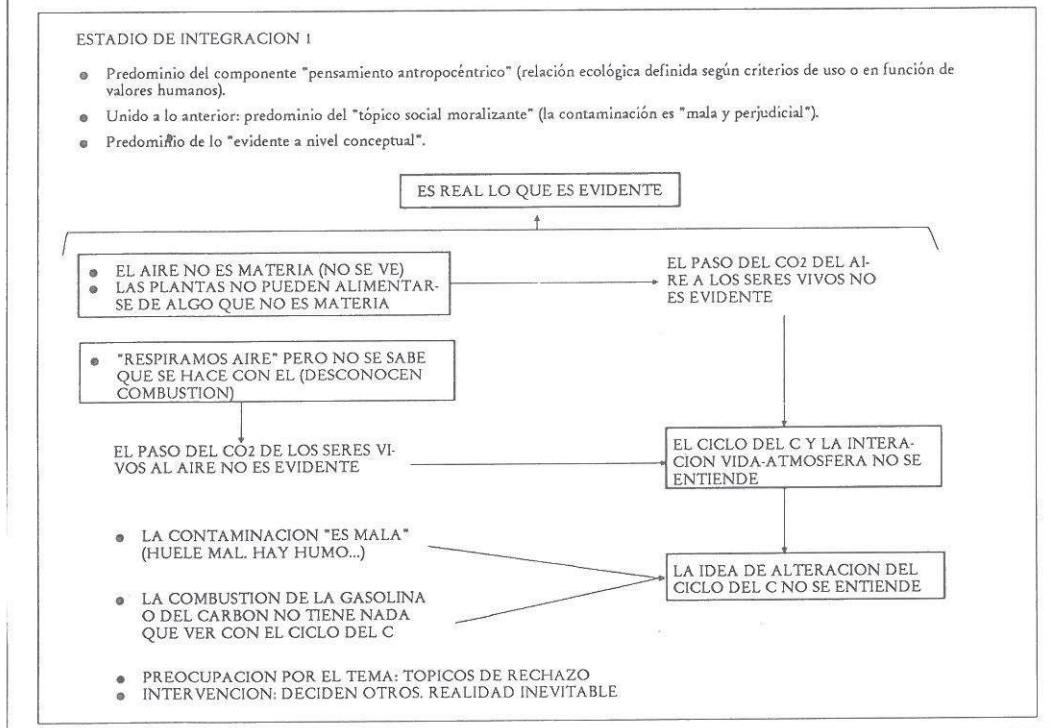 ESTADIO DE INTEGRACION 1
● Predominio del componente "pensamiento antropocéntrico" (relación ecológica definida según criterios de uso o en función de
valores humanos).
● Unido a lo anterior: predominio del "tópico social moralizante" (la contaminación es "mala y perjudicial").
● Predominio de lo "evidente a nivel conceptual".
ES REAL LO QUE ES EVIDENTE
● EL AIRE NO ES MATERIA (NO SE VE)
● LAS PLANTAS NO PUEDEN ALIMENTAR-
SE DE ALGO QUE NO ES MATERIA
EL PASO DEL CO2 DEL AI-
RE A LOS SERES VIVOS NO
ES EVIDENTE
● "RESPIRAMOS AIRE" PERO NO SE SABE
QUE SE HACE CON EL (DESCONOCEN
COMBUSTION)
EL PASO DEL CO2 DE LOS SERES VI-
VOS AL AIRE NO ES EVIDENTE
EL CICLO DEL C Y LA INTERA-
CION VIDA-ATMOSFERA NO SE
ENTIENDE
● LA CONTAMINACION "ES MALA"
(HUELE MAL. HAY HUMO...)
● LA COMBUSTION DE LA GASOLINA
O DEL CARBON NO TIENE NADA
QUE VER CON EL CICLO DEL C
LA IDEA DE ALTERACION DEL
CICLO DEL C NO SE ENTIENDE
● PREOCUPACION POR EL TEMA: TOPICOS DE RECHAZO
● INTERVENCION: DECIDEN OTROS. REALIDAD INEVITABLE